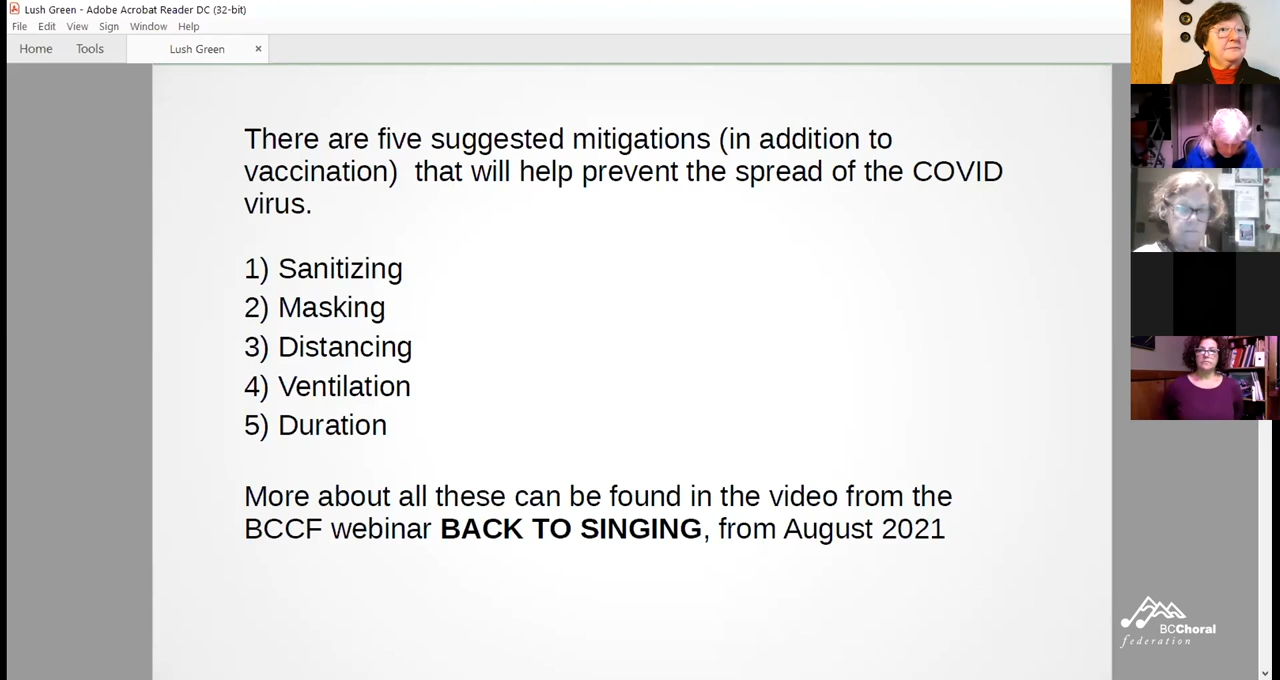 Lush Green - Adobe Acrobat Reader DC (32-bit)
File Edit View Sign Window Help
Home Tools Lush Green ×
There are five suggested mitigations (in addition to
vaccination) that will help prevent the spread of the COVID
virus.
1) Sanitizing
2) Masking
3) Distancing
4) Ventilation
5) Duration
More about all these can be found in the video from the
BCCF webinar BACK TO SINGING, from August 2021
BCChoral
federation